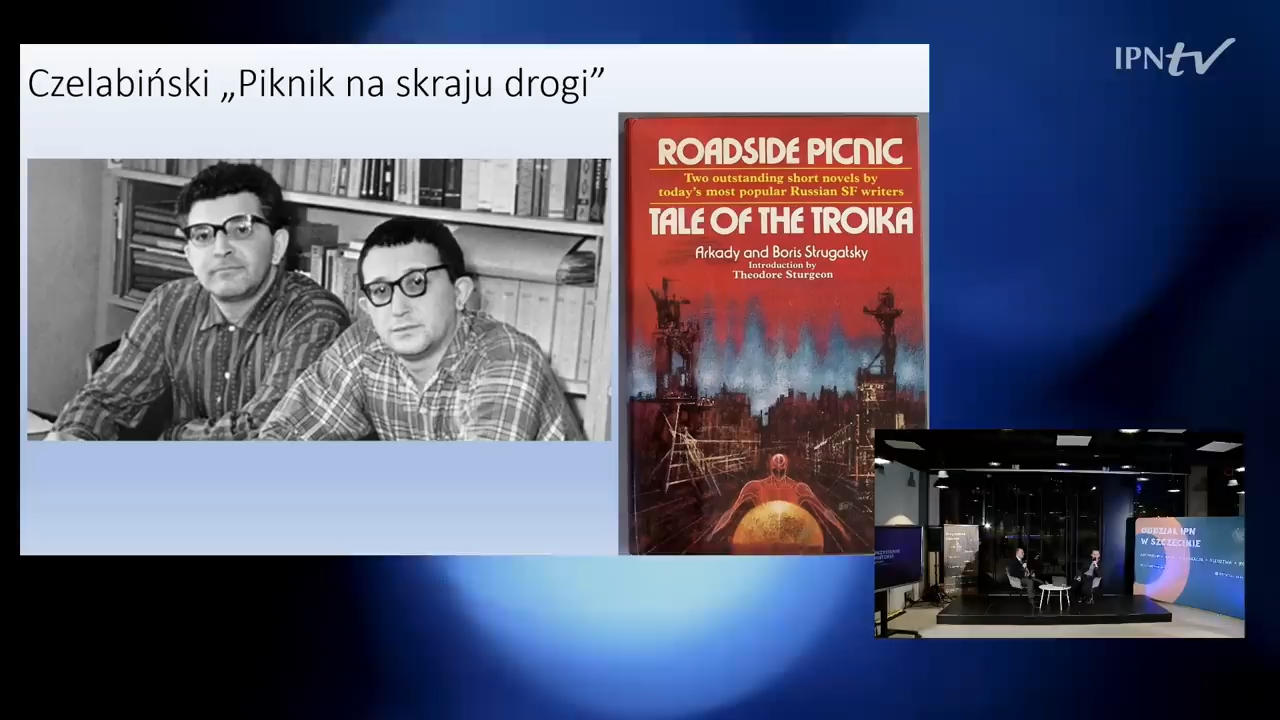 Czelabiński „Piknik na skraju drogi”
IPNtv
ROADSIDE PICNIC
Two outstanding short novels by
today's most popular Russian SF writers
TALE OF THE TROIKA
Arkady and Boris Strugatsky
Introduction by
Theodore Sturgeon
ODDZIAŁ IPN
W SZCZECINIE